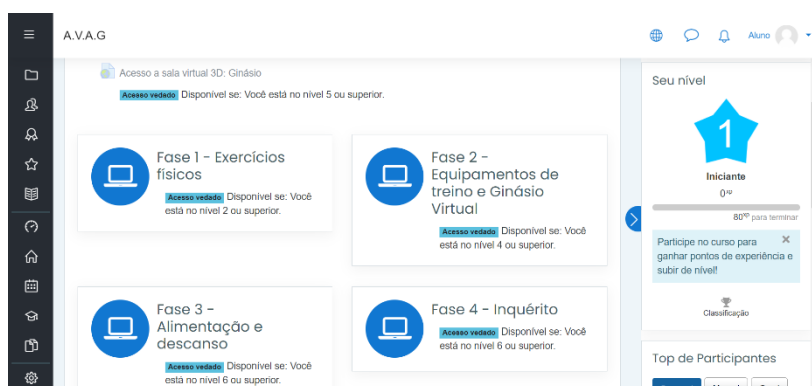 A.V.A.G
Aluno
Acesso a sala virtual 3D: Ginásio
Acesso vedado Disponível se: Você está no nível 5 ou superior.
Fase 1 - Exercícios
físicos
Acesso vedado Disponível se: Você
está no nível 2 ou superior.
Fase 2 -
Equipamentos de
treino e Ginásio
Virtual
Acesso vedado Disponível se: Você
está no nível 4 ou superior.
Fase 3 -
Alimentação e
descanso
Acesso vedado Disponível se: Você
está no nível 6 ou superior.
Fase 4 - Inquérito
Acesso vedado Disponível se: Você
está no nível 6 ou superior.
Seu nível
1
Iniciante
0xp
80xp para terminar
Participe no curso para
ganhar pontos de experiência e
subir de nível!
Classificação
Top de Participantes